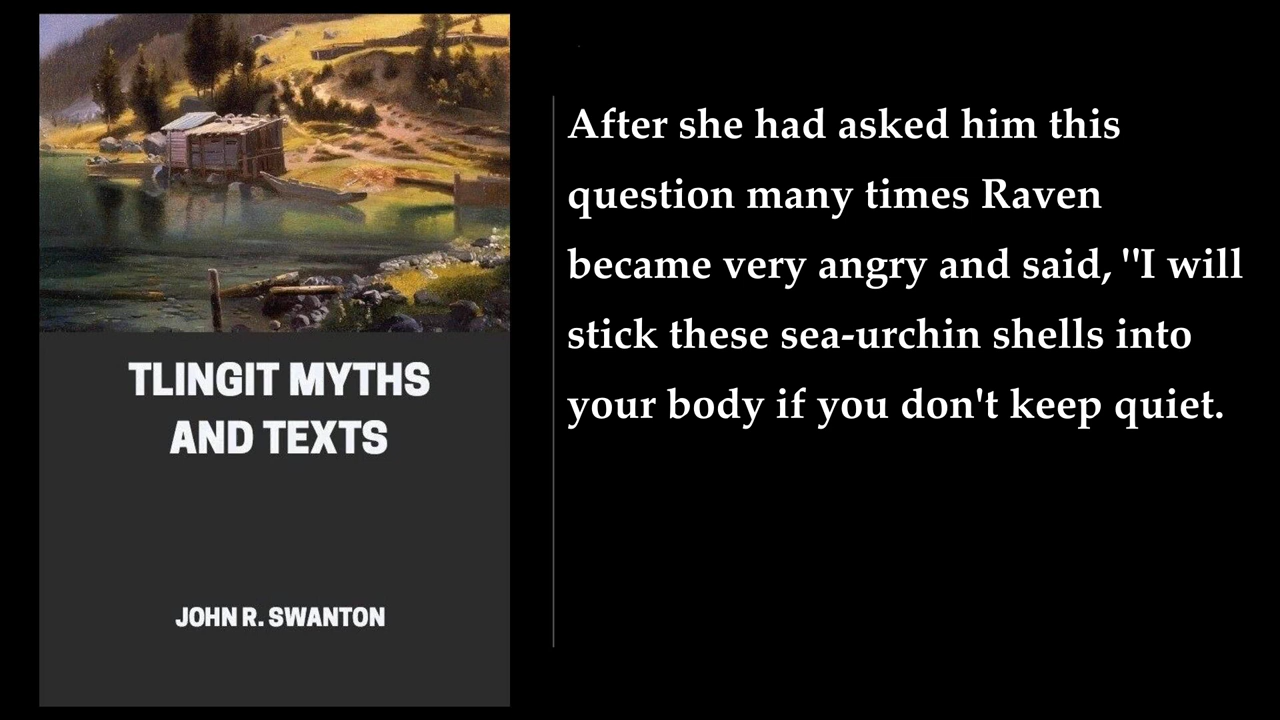 TLINGIT MYTHS
AND TEXTS
JOHN R. SWANTON
After she had asked him this
question many times Raven
became very angry and said, "I will
stick these sea-urchin shells into
your body if you don't keep quiet.